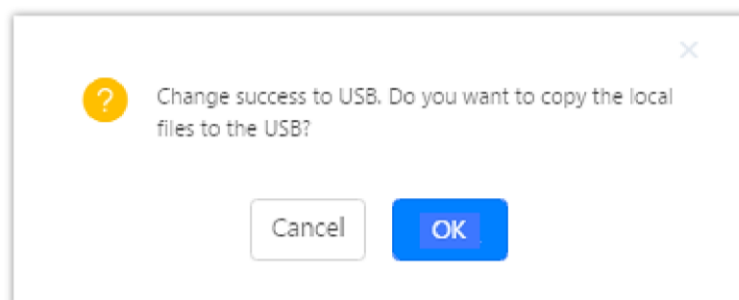 Change success to USB. Do you want to copy the local
files to the USB?
Cancel
OK